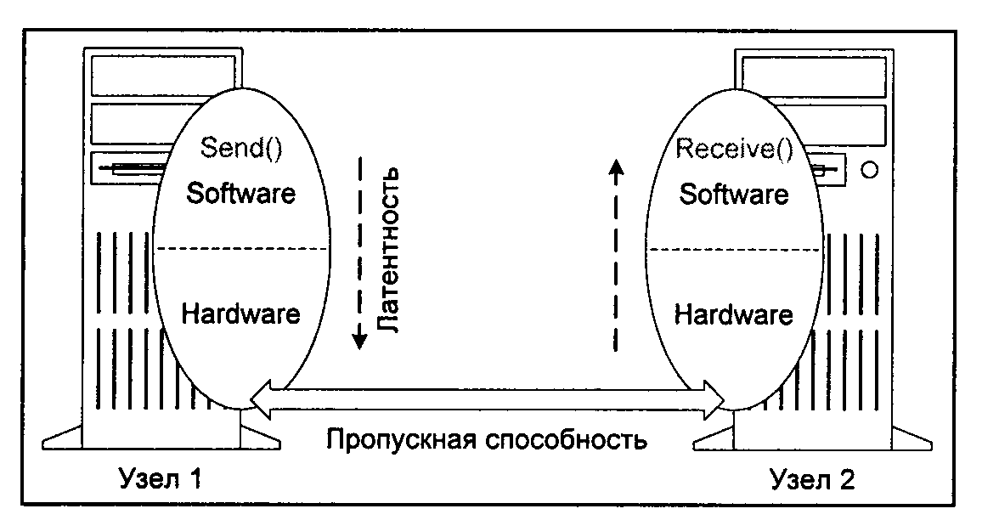 Send()
Software
Hardware
Латентность
Receive()
Software
Hardware
Пропускная способность
Узел 1
Узел 2